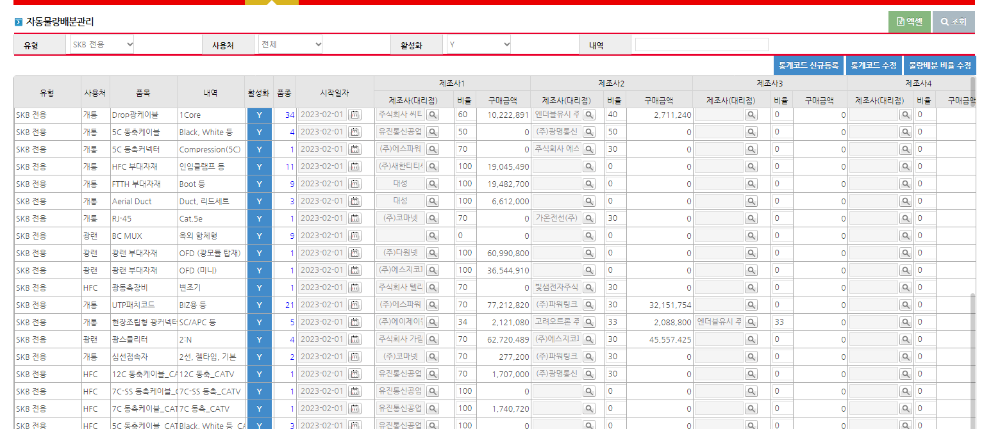 자동물량배분관리 엑셀 조회
유형 SKB 전용 사용처 전체 활성화 Y 내역
통계코드 신규등록 통계코드 수정 물량배분 비율 수정
제조사1 제조사2 제조사3 제조사4
유형 사용처 품목 내역 활성화 품종 시작일자 제조사(대리점) 비율 구매금액 제조사(대리점) 비율 구매금액 제조사(대리점) 비율 구매금액 제조사(대리점) 비율 구매금액
SKB 전용 개통 Drop광케이블 1Core Y 34 2023-02-01 주식회사 씨티 60 10,222,891 엔더블유시 주 40 2,711,240 0 0 0
SKB 전용 개통 5C 동축케이블 Black, White 등 Y 4 2023-02-01 유진통신공업 50 0 (주)광명통신 50 0 0 0 0
SKB 전용 개통 5C 동축커넥터 Compression(5C) Y 1 2023-02-01 (주)에스파워 70 0 주식회사 에스 30 0 0 0 0
SKB 전용 개통 HFC 부대자재 인입클램프 등 Y 11 2023-02-01 (주)새한티티 100 19,045,490 0 0 0 0 0
SKB 전용 개통 FTTH 부대자재 Boot 등 Y 9 2023-02-01 대성 100 19,482,700 0 0 0 0 0
SKB 전용 개통 Aerial Duct Duct, 리드세트 Y 3 2023-02-01 대성 100 6,612,000 0 0 0 0 0
SKB 전용 개통 RJ-45 Cat.5e Y 1 2023-02-01 (주)코마넷 70 0 가온전선(주) 30 0 0 0 0
SKB 전용 광랜 BC MUX 옥외 함체형 Y 9 2023-02-01 0 0 0 0 0 0 0
SKB 전용 광랜 광랜 부대자재 OFD (광모듈 탑재) Y 1 2023-02-01 (주)다원넷 100 60,990,800 0 0 0 0 0
SKB 전용 광랜 광랜 부대자재 OFD (미니) Y 1 2023-02-01 (주)에스지코 100 36,544,910 0 0 0 0 0
SKB 전용 HFC 광동축장비 변조기 Y 1 2023-02-01 주식회사 텔리 70 0 빛샘전자주식 30 0 0 0 0
SKB 전용 개통 UTP패치코드 BIZ용 등 Y 21 2023-02-01 (주)에스파워 70 77,212,820 (주)파워링크 30 32,151,754 0 0 0
SKB 전용 개통 현장조립형 광커넥터 SC/APC 등 Y 5 2023-02-01 (주)에이제이 34 2,121,080 고려오트론 주 33 2,088,800 엔더블유시 주 33 0 0
SKB 전용 광랜 광스플리터 2:N Y 4 2023-02-01 주식회사 가림 70 62,720,489 (주)에스지코 30 45,557,425 0 0 0
SKB 전용 개통 심선접속자 2선, 젤타입, 기본 Y 2 2023-02-01 (주)코마넷 70 277,200 (주)파워링크 30 0 0 0 0
SKB 전용 HFC 12C 동축케이블_CA 12C 동축_CATV Y 1 2023-02-01 유진통신공업 70 1,707,000 (주)광명통신 30 0 0 0 0
SKB 전용 HFC 7C-SS 동축케이블_ 7C-SS 동축_CATV Y 1 2023-02-01 유진통신공업 100 0 0 0 0 0 0
SKB 전용 HFC 7C 동축케이블_CAT 7C 동축_CATV Y 1 2023-02-01 유진통신공업 100 1,740,720 0 0 0 0 0
SKB 전용 HFC 5C 동축케이블_CAT Black, White 등_CA Y 3 2023-02-01 유진통신공업 100 0 0 0 0 0 0